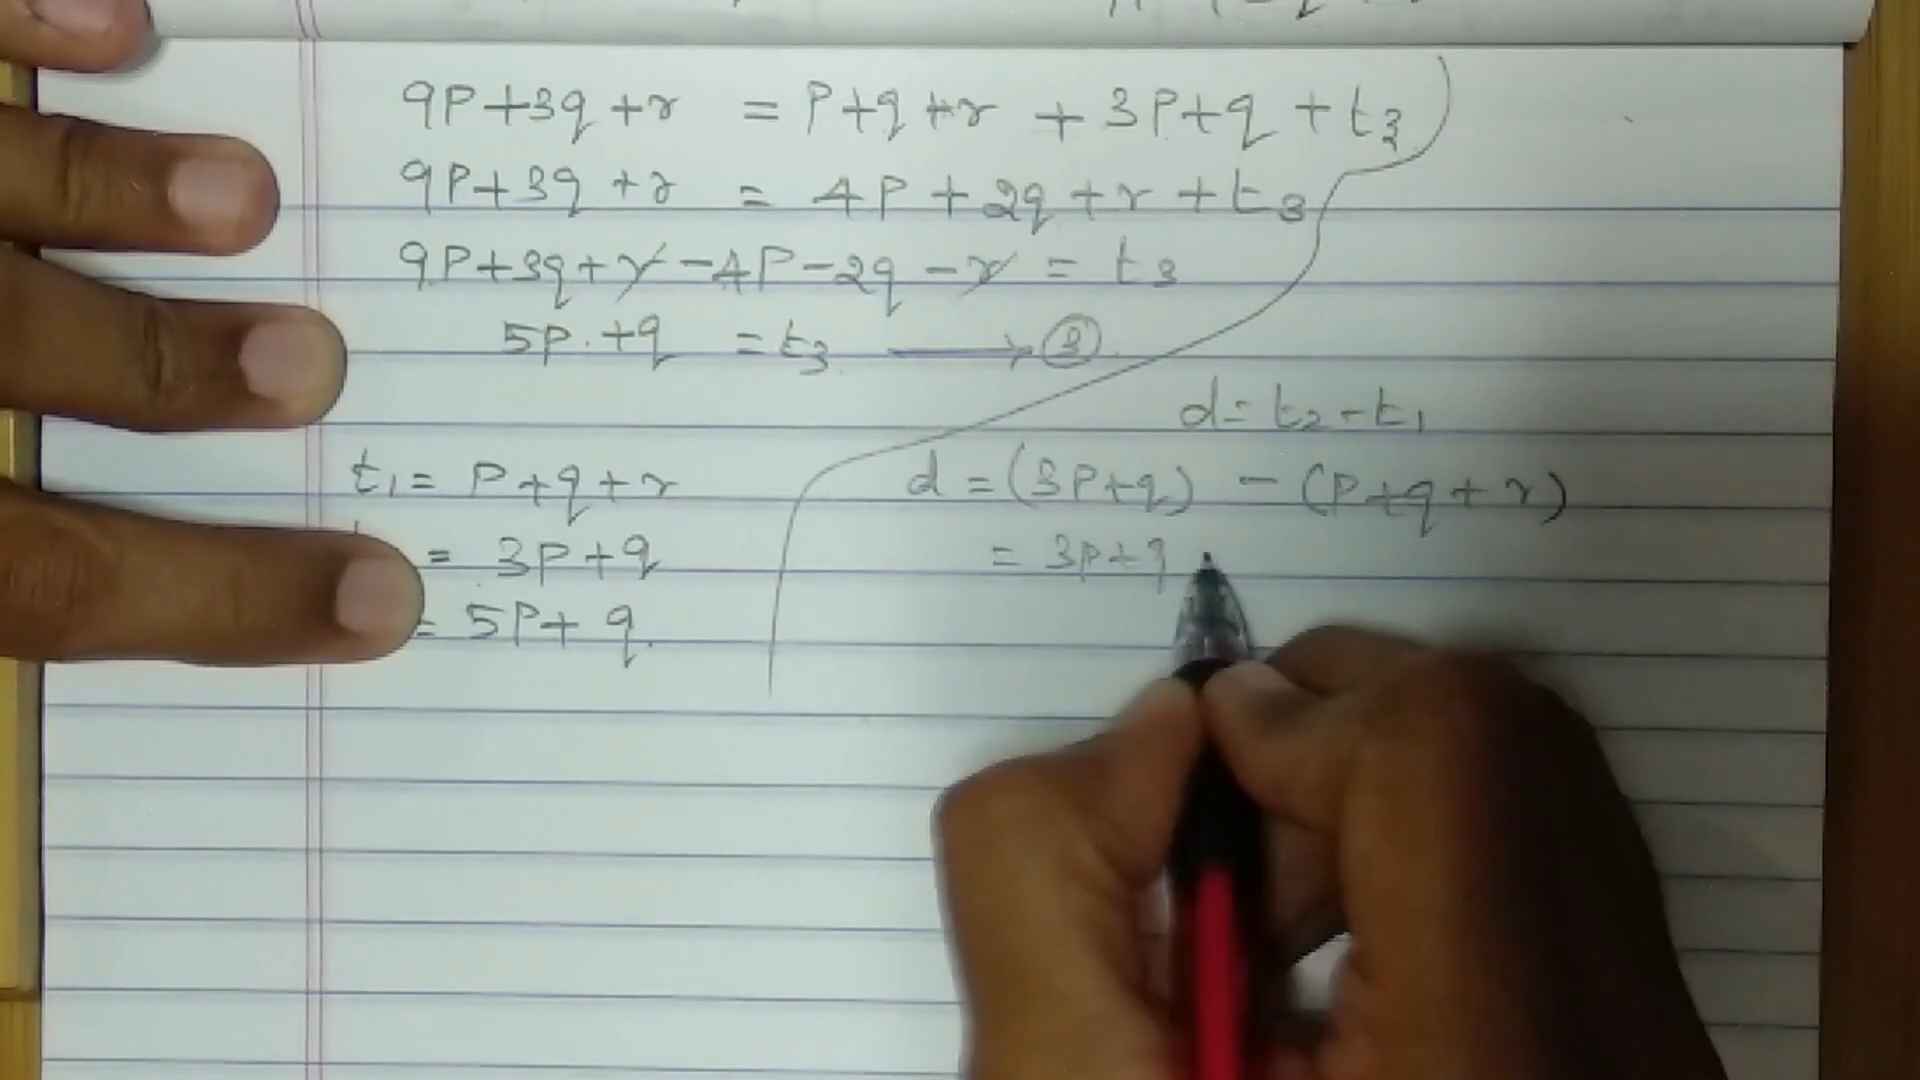 9P+3q+r = P+q+r + 3P+q + t3
9P+3q+r = 4P + 2q + r + t3
9P+3q+r-4P-2q-r = t3
5P+q = t3 → 3
t1 = P+q+r
= 3P+q
= 5P+q
d = t2 - t1
d = (3P+q) - (P+q+r)
= 3P+q